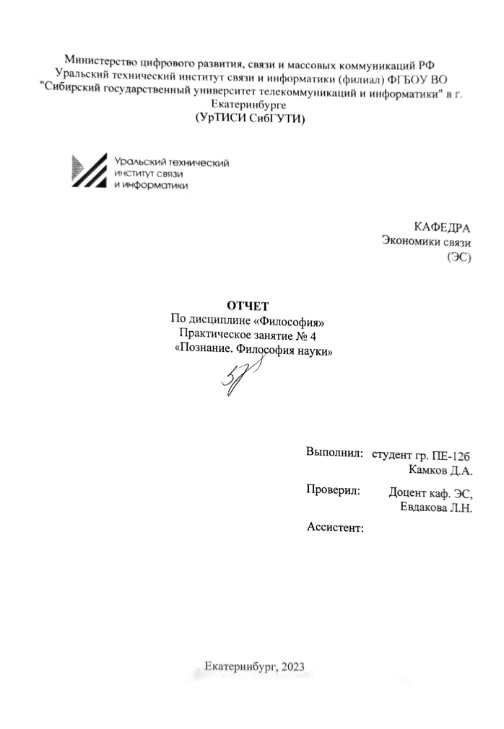 Министерство цифрового развития, связи и массовых коммуникаций РФ
Уральский технический институт связи и информатики (филиал) ФГБОУ ВО
"Сибирский государственный университет телекоммуникаций и информатики" в г.
Екатеринбурге
(УрТИСИ СибГУТИ)
Уральский технический
институт связи
и информатики
КАФЕДРА
Экономики связи
(ЭС)
ОТЧЕТ
По дисциплине «Философия»
Практическое занятие № 4
«Познание. Философия науки»
Выполнил: студент гр. ПЕ-12б
Камков Д.А.
Проверил: Доцент каф. ЭС,
Евдакова Л.Н.
Ассистент:
Екатеринбург, 2023